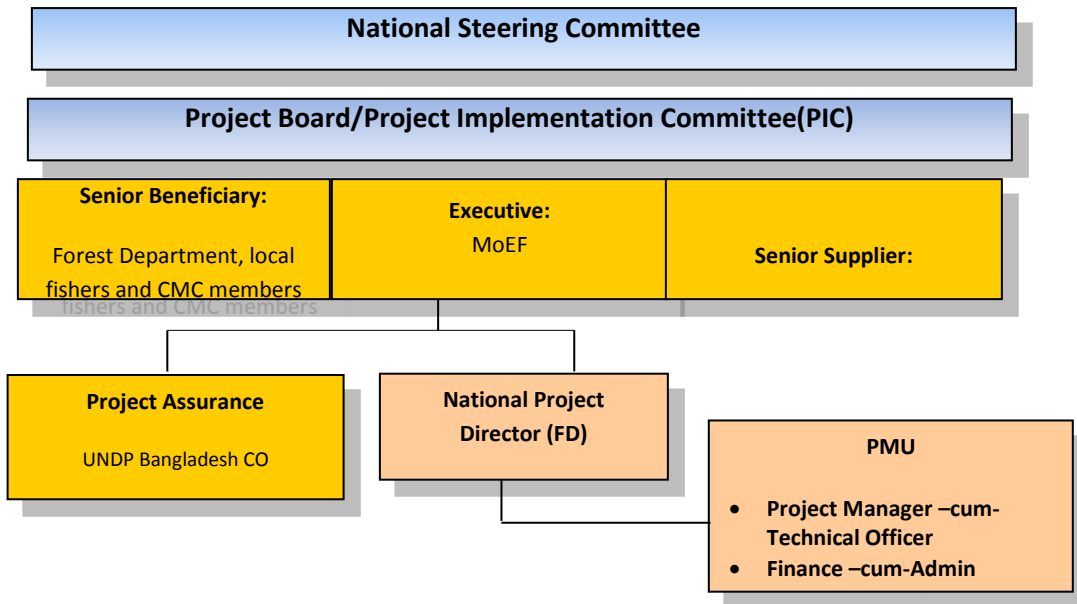 National Steering Committee
Project Board/Project Implementation Committee(PIC)
Senior Beneficiary:
Forest Department, local
fishers and CMC members
fishers and CMC members
Executive:
MoEF
Senior Supplier:
Project Assurance
UNDP Bangladesh CO
National Project
Director (FD)
PMU
• Project Manager –cum-
Technical Officer
• Finance –cum-Admin